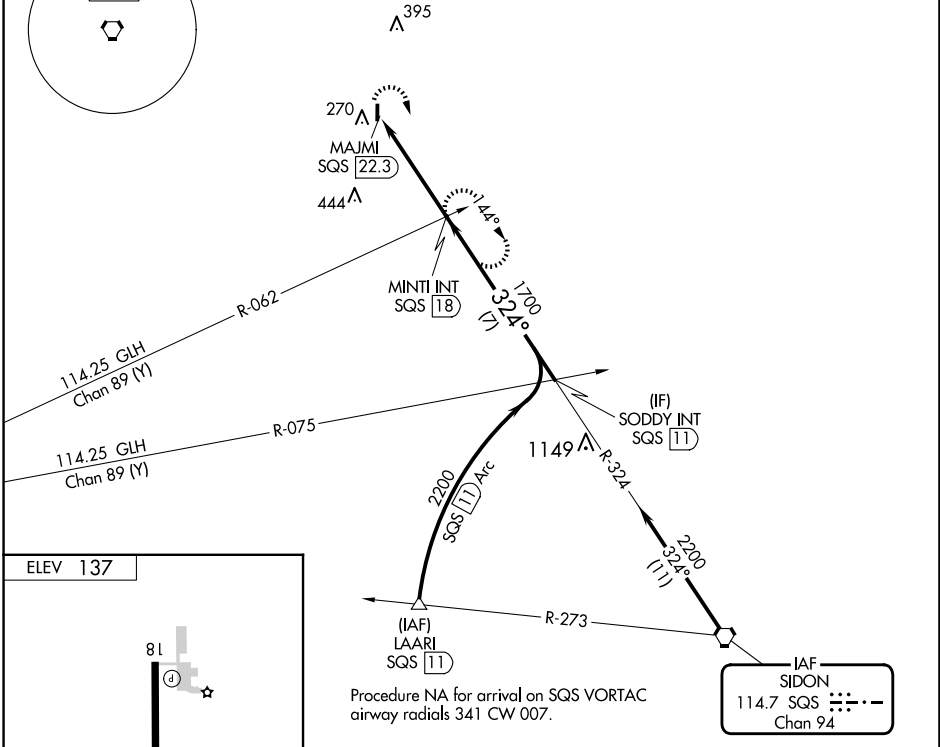 395
270
MAJMI
SQS 22.3
444
144°
MINTI INT
SQS 18
1700
324°
(7)
R-062
114.25 GLH
Chan 89 (Y)
R-075
114.25 GLH
Chan 89 (Y)
(IF)
SODDY INT
SQS 11
1149
R-324
2200
SQS 11 Arc
2200
324°
(11)
ELEV 137
R-273
(IAF)
LAARI
SQS 11
18
P
Procedure NA for arrival on SQS VORTAC
airway radials 341 CW 007.
IAF
SIDON
114.7 SQS
Chan 94